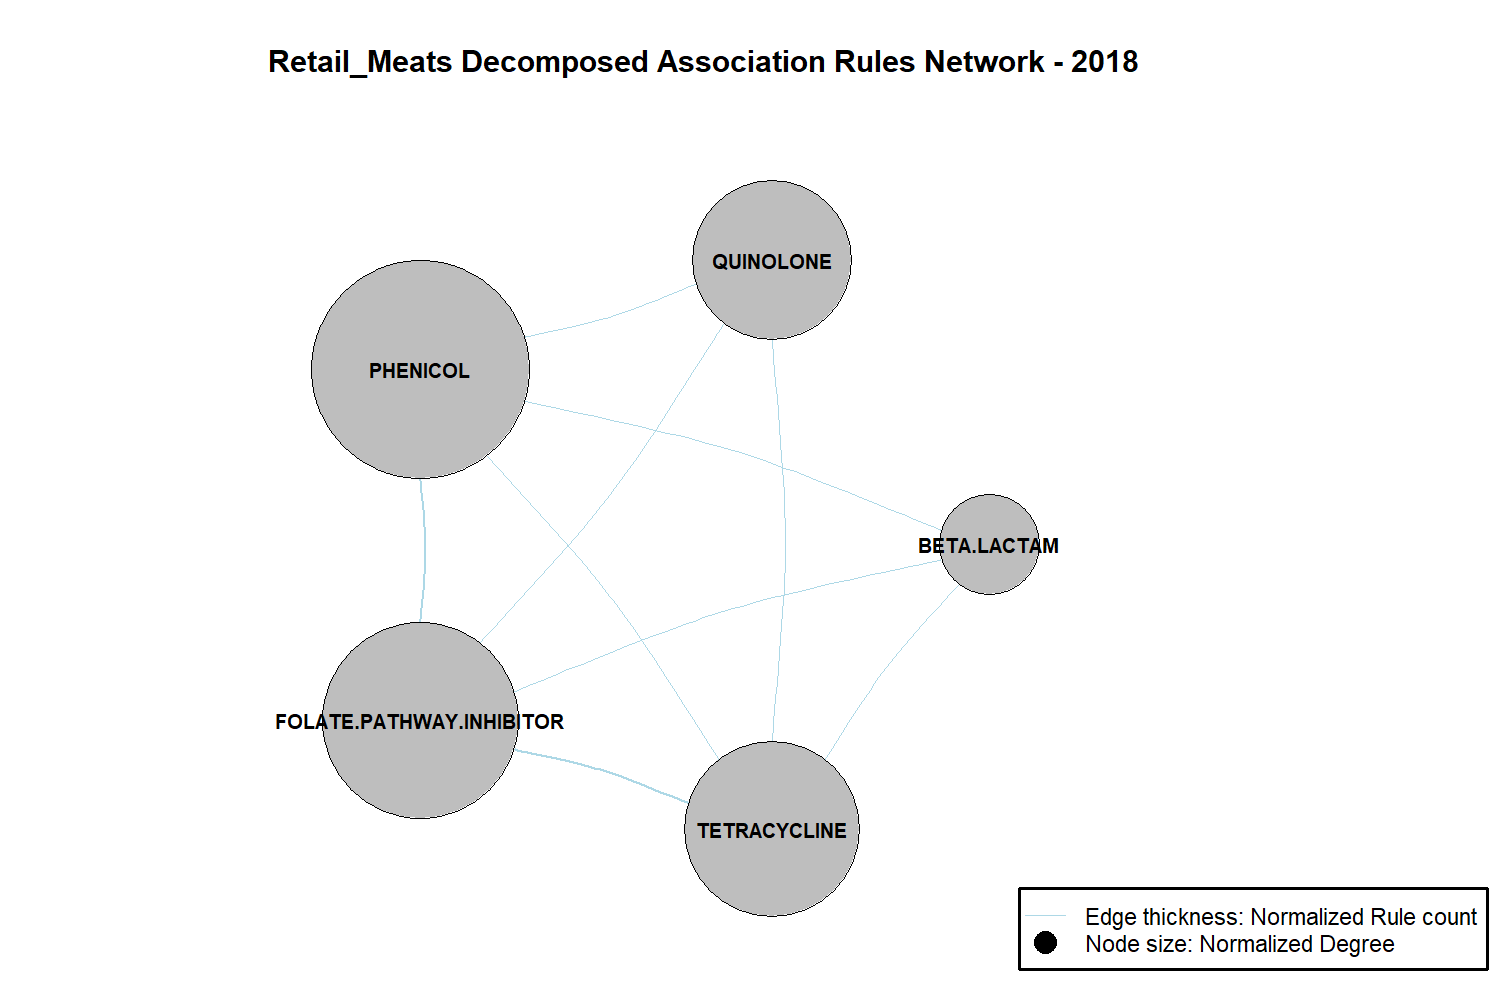 Retail_Meats Decomposed Association Rules Network - 2018
QUINOLONE
PHENICOL
BETA.LACTAM
FOLATE.PATHWAY.INHIBITOR
TETRACYCLINE
Edge thickness: Normalized Rule count
Node size: Normalized Degree